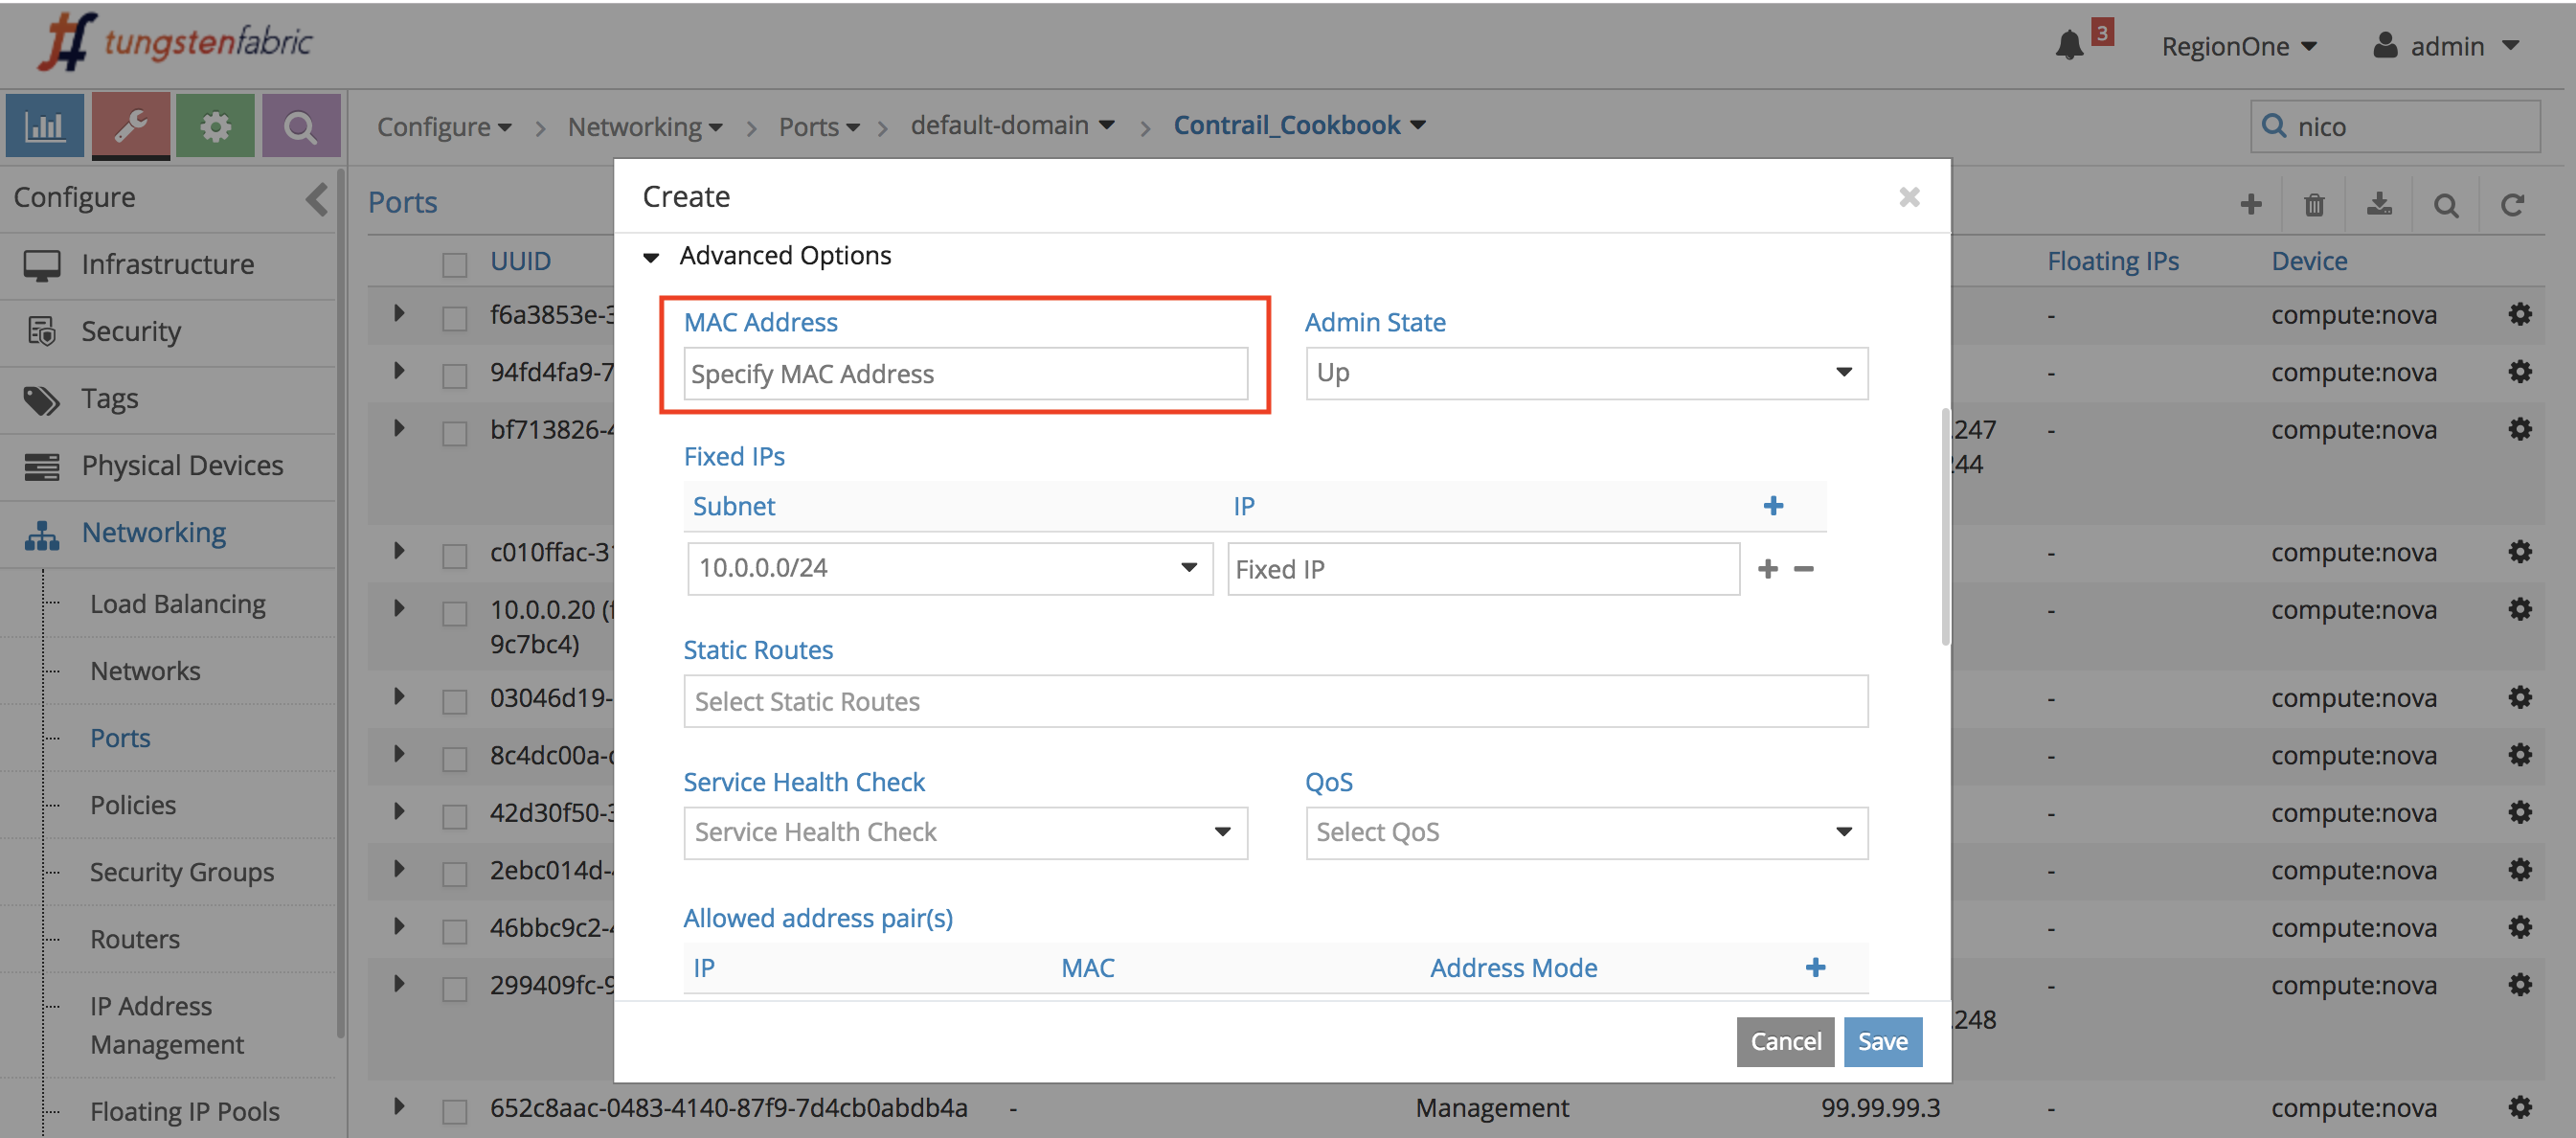 tungstenfabric
3
RegionOne
admin
Configure > Networking > Ports > default-domain > Contrail_Cookbook
nico
Configure
Infrastructure
Security
Tags
Physical Devices
Networking
Load Balancing
Networks
Ports
Policies
Security Groups
Routers
IP Address
Management
Floating IP Pools
Ports
UUID
Floating IPs
Device
f6a3853e-3
-
compute:nova
94fd4fa9-7
-
compute:nova
bf713826-4
.247
-
compute:nova
244
c010ffac-31
-
compute:nova
10.0.0.20 (f
-
compute:nova
9c7bc4)
03046d19-
-
compute:nova
8c4dc00a-
-
compute:nova
42d30f50-3
-
compute:nova
2ebc014d-
-
compute:nova
46bbc9c2-
-
compute:nova
299409fc-9
-
compute:nova
.248
652c8aac-0483-4140-87f9-7d4cb0abdb4a
-
Management
99.99.99.3
-
compute:nova
Create
Advanced Options
MAC Address
Admin State
Specify MAC Address
Up
Fixed IPs
Subnet
IP
10.0.0.0/24
Fixed IP
Static Routes
Select Static Routes
Service Health Check
QoS
Service Health Check
Select QoS
Allowed address pair(s)
IP
MAC
Address Mode
Cancel
Save